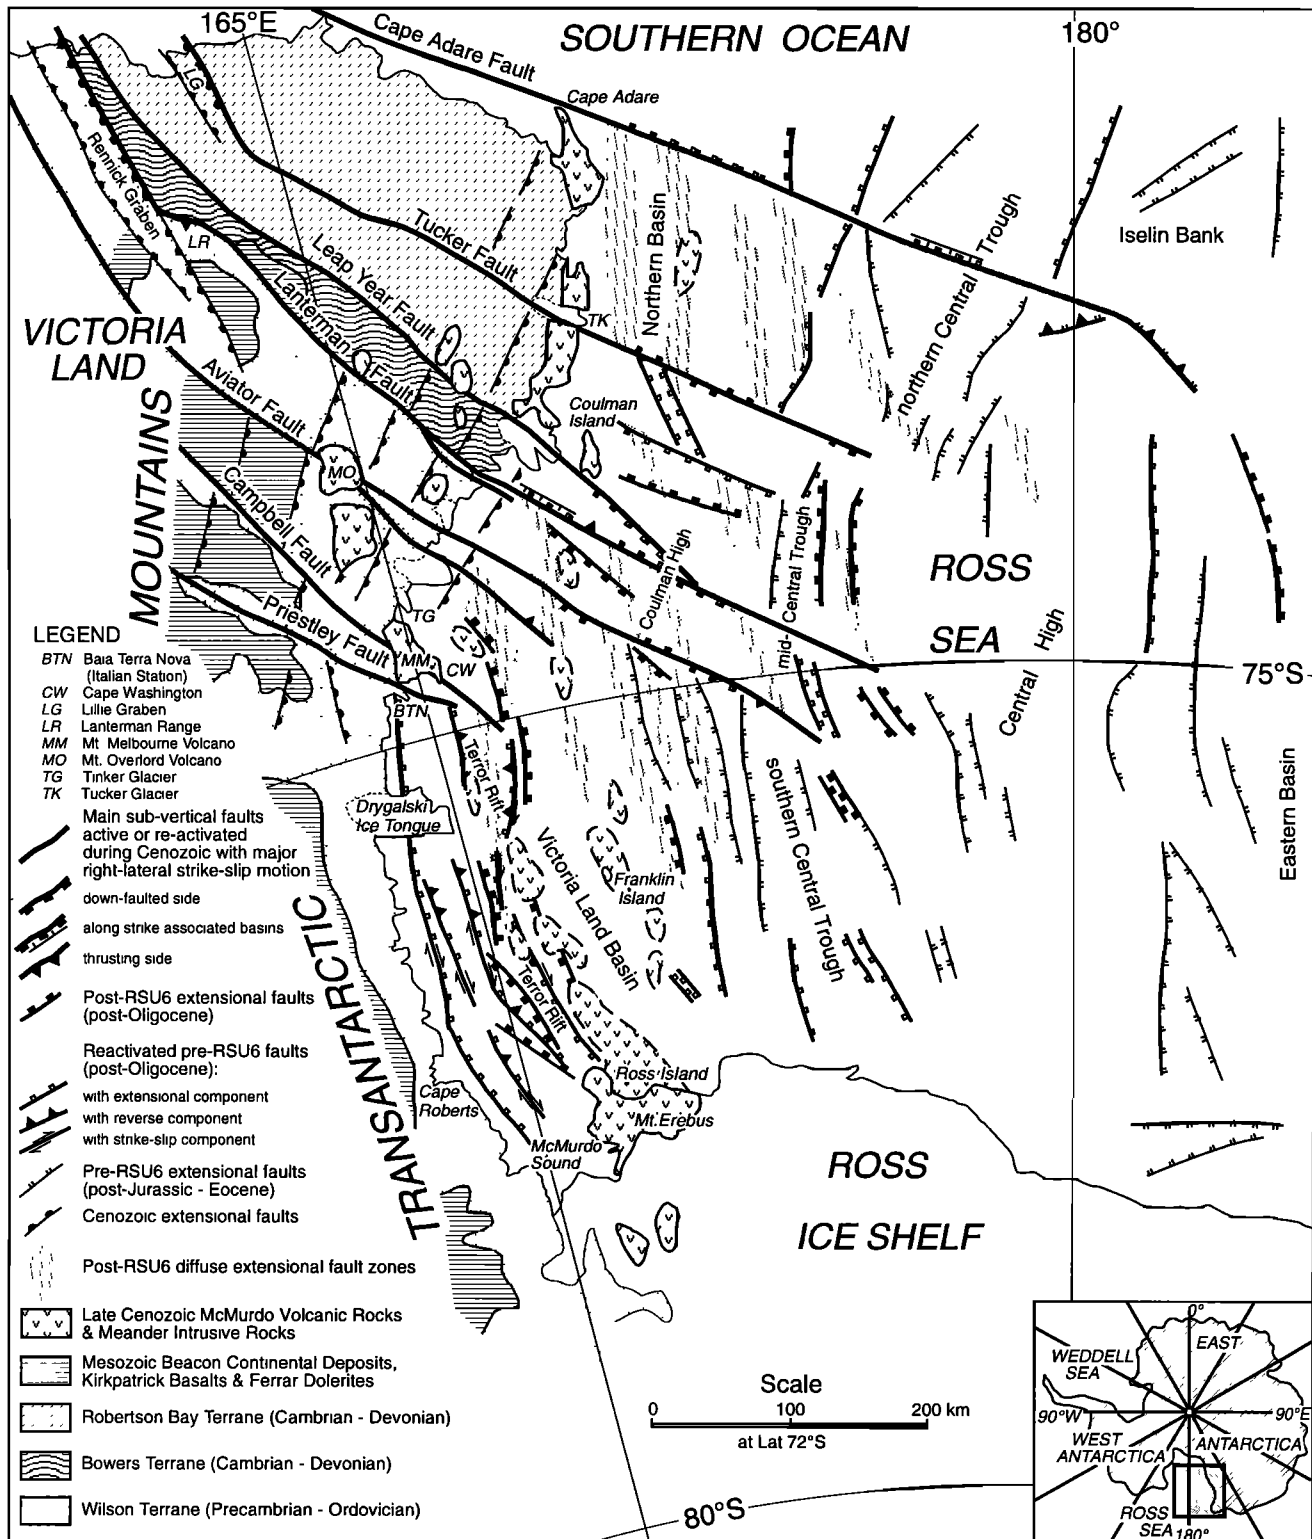 165°E
SOUTHERN OCEAN
180°
Cape Adare Fault
Cape Adare
LG
Rennick Graben
LR
Tucker Fault
Leap Year Fault
Lanterman Fault
Northern Basin
northern Central Trough
Iselin Bank
TK
VICTORIA
LAND
Aviator Fault
Coulman
Island
MO
Campbell Fault
TRANSANTARCTIC MOUNTAINS
Priestley Fault
TG
MM
CW
BTN
Coulman High
mid-Central Trough
ROSS
SEA
Central High
75°S
Eastern Basin
Terror Rift
Drygalski
Ice Tongue
Victoria Land Basin
Franklin
Island
southern Central Trough
Terror Rift
Ross Island
Mt.Erebus
Cape
Roberts
McMurdo
Sound
ROSS
ICE SHELF
80°S
LEGEND
BTN Baia Terra Nova
(Italian Station)
CW Cape Washington
LG Lillie Graben
LR Lanterman Range
MM Mt Melbourne Volcano
MO Mt. Overlord Volcano
TG Tinker Glacier
TK Tucker Glacier
Main sub-vertical faults
active or re-activated
during Cenozoic with major
right-lateral strike-slip motion
down-faulted side
along strike associated basins
thrusting side
Post-RSU6 extensional faults
(post-Oligocene)
Reactivated pre-RSU6 faults
(post-Oligocene):
with extensional component
with reverse component
with strike-slip component
Pre-RSU6 extensional faults
(post-Jurassic - Eocene)
Cenozoic extensional faults
Post-RSU6 diffuse extensional fault zones
Late Cenozoic McMurdo Volcanic Rocks
& Meander Intrusive Rocks
Mesozoic Beacon Continental Deposits,
Kirkpatrick Basalts & Ferrar Dolerites
Robertson Bay Terrane (Cambrian - Devonian)
Bowers Terrane (Cambrian - Devonian)
Wilson Terrane (Precambrian - Ordovician)
Scale
0 100 200 km
at Lat 72°S
0°
WEDDELL
SEA
EAST
90°W
90°E
WEST
ANTARCTICA
ANTARCTICA
ROSS
SEA
180°